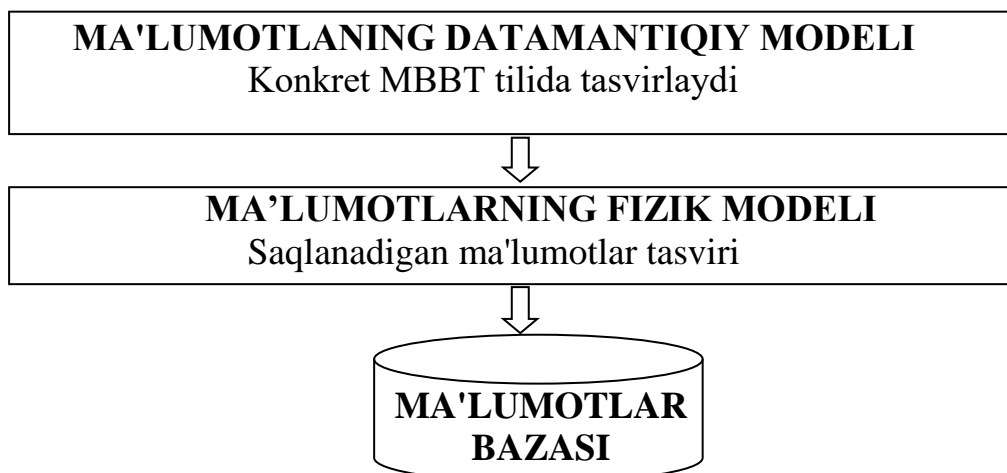 MA'LUMOTLANING DATAMANTIQIY MODELI
Konkret MBBT tilida tasvirlaydi
MA’LUMOTLARNING FIZIK MODELI
Saqlanadigan ma'lumotlar tasviri
MA'LUMOTLAR
BAZASI